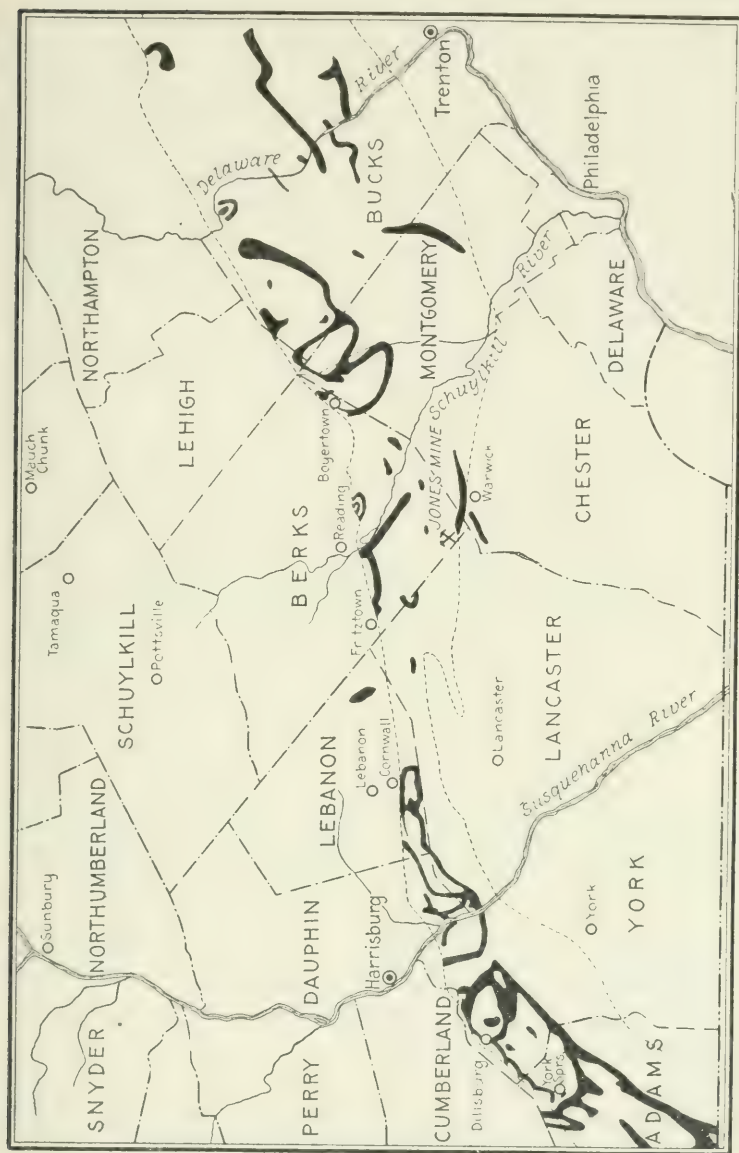 SNYDER
NORTHUMBERLAND
Sunbury
SCHUYLKILL
Tamaqua
Pottsville
Mauch
Chunk
NORTHAMPTON
LEHIGH
PERRY
DAUPHIN
Harrisburg
LEBANON
Lebanon
Cornwall
BERKS
Reading
Fritztown
Boyertown
Delaware
River
BUCKS
Trenton
MONTGOMERY
Philadelphia
JONES' MINE
Schuylkill
River
Warwick
CUMBERLAND
Dillsburg
York
Sprs.
ADAMS
York
YORK
Susquehanna River
Lancaster
LANCASTER
CHESTER
DELAWARE